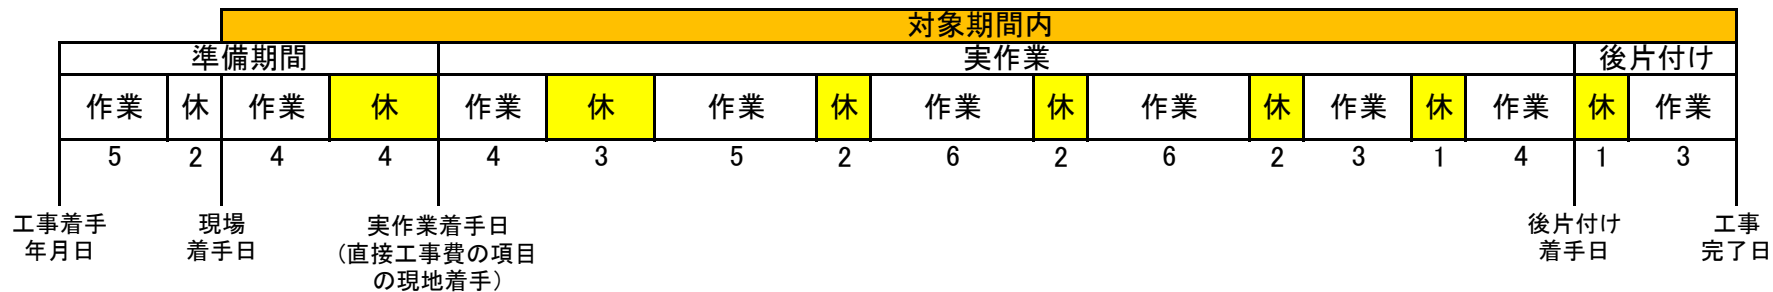 対象期間内
準備期間 実作業 後片付け
作業 休 作業 休 作業 休 作業 休 作業 休 作業 休 作業 休 作業 休 作業
5 2 4 4 4 3 5 2 6 2 6 2 3 1 4 1 3
工事着手
年月日
現場
着手日
実作業着手日
(直接工事費の項目
の現地着手)
後片付け
着手日
工事
完了日